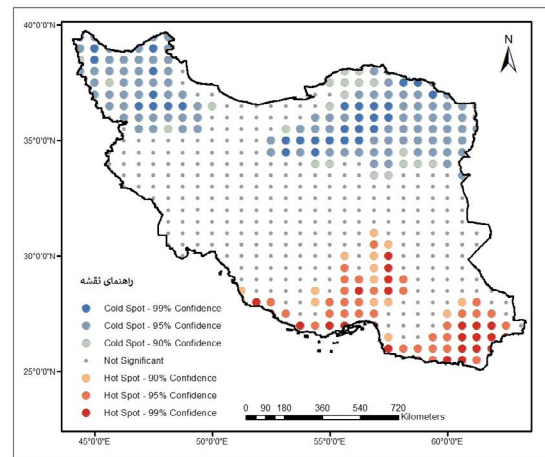 40°0'0"N
N
35°0'0"N
30°0'0"N
راهنمای نقشه
Cold Spot - 99% Confidence
Cold Spot - 95% Confidence
Cold Spot - 90% Confidence
Not Significant
25°0'0"N
Hot Spot - 90% Confidence
Hot Spot - 95% Confidence
Hot Spot - 99% Confidence
0 90 180 360 540 720
Kilometers
45°0'0"E 50°0'0"E 55°0'0"E 60°0'0"E